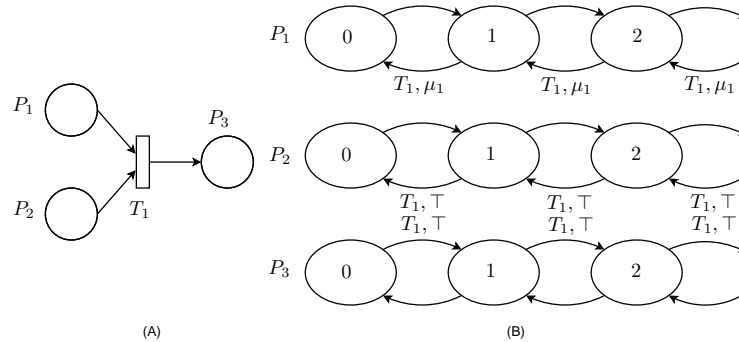 P₁ 0 1 2
T₁, μ₁ T₁, μ₁ T₁, μ₁
P₁
P₃
P₂
T₁
P₂ 0 1 2
T₁, ⊤ T₁, ⊤ T₁, ⊤
T₁, ⊤ T₁, ⊤ T₁, ⊤
P₃ 0 1 2
(A) (B)